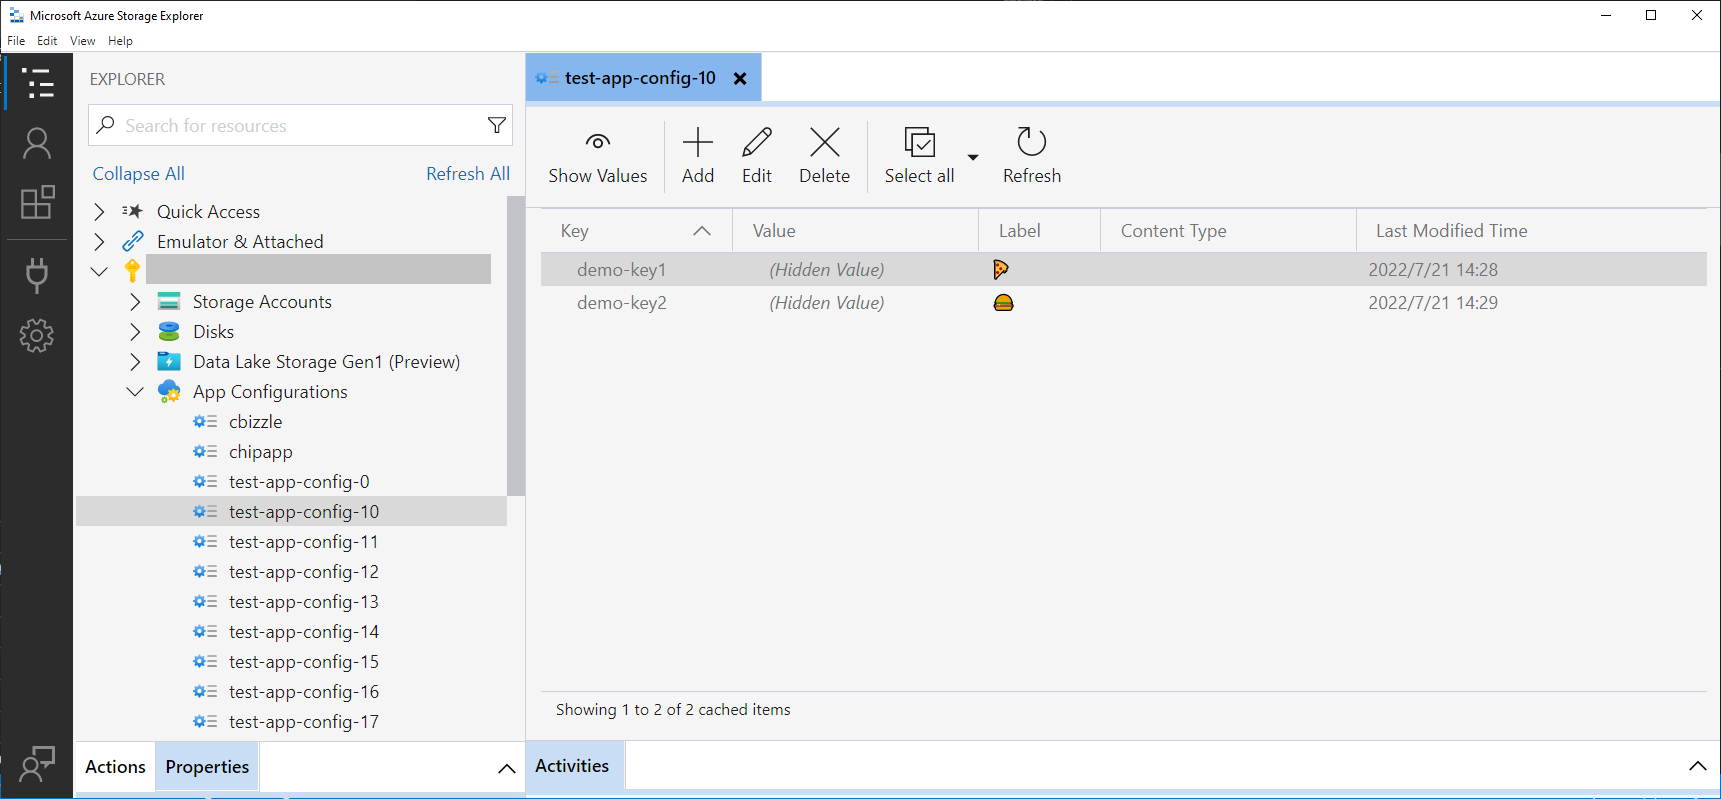 Microsoft Azure Storage Explorer
File Edit View Help
EXPLORER
Search for resources
Collapse All Refresh All
Quick Access
Emulator & Attached
Storage Accounts
Disks
Data Lake Storage Gen1 (Preview)
App Configurations
cbizzle
chipapp
test-app-config-0
test-app-config-10
test-app-config-11
test-app-config-12
test-app-config-13
test-app-config-14
test-app-config-15
test-app-config-16
test-app-config-17
Actions Properties
test-app-config-10
Show Values Add Edit Delete Select all Refresh
Key Value Label Content Type Last Modified Time
demo-key1 (Hidden Value) 🍕 2022/7/21 14:28
demo-key2 (Hidden Value) 🍔 2022/7/21 14:29
Showing 1 to 2 of 2 cached items
Activities